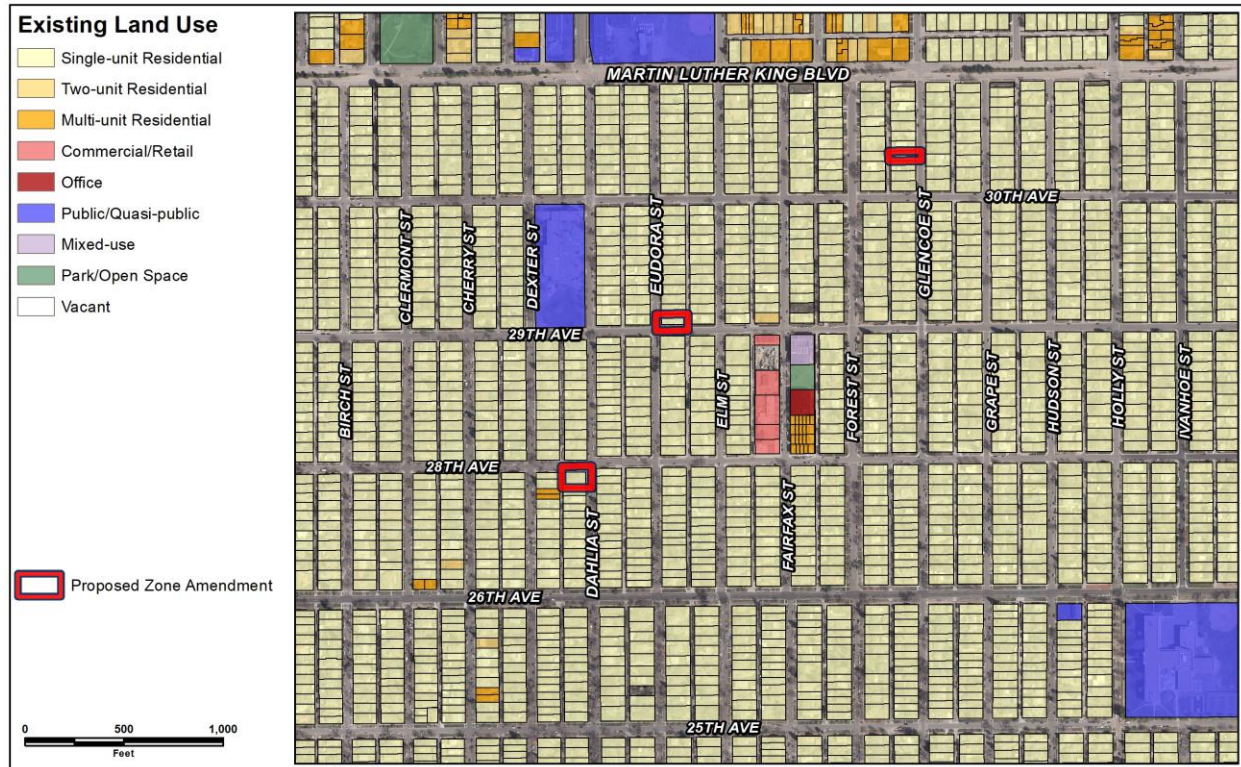 Existing Land Use
Single-unit Residential
Two-unit Residential
Multi-unit Residential
Commercial/Retail
Office
Public/Quasi-public
Mixed-use
Park/Open Space
Vacant
Proposed Zone Amendment
0 500 1,000
Feet
MARTIN LUTHER KING BLVD
30TH AVE
CLERMONT ST
CHERRY ST
DEXTER ST
EUDORA ST
GLENCOE ST
29TH AVE
BIRCH ST
ELM ST
FOREST ST
GRAPE ST
HUDSON ST
HOLLY ST
IVANHOE ST
28TH AVE
DAHLIA ST
FAIRFAX ST
26TH AVE
25TH AVE